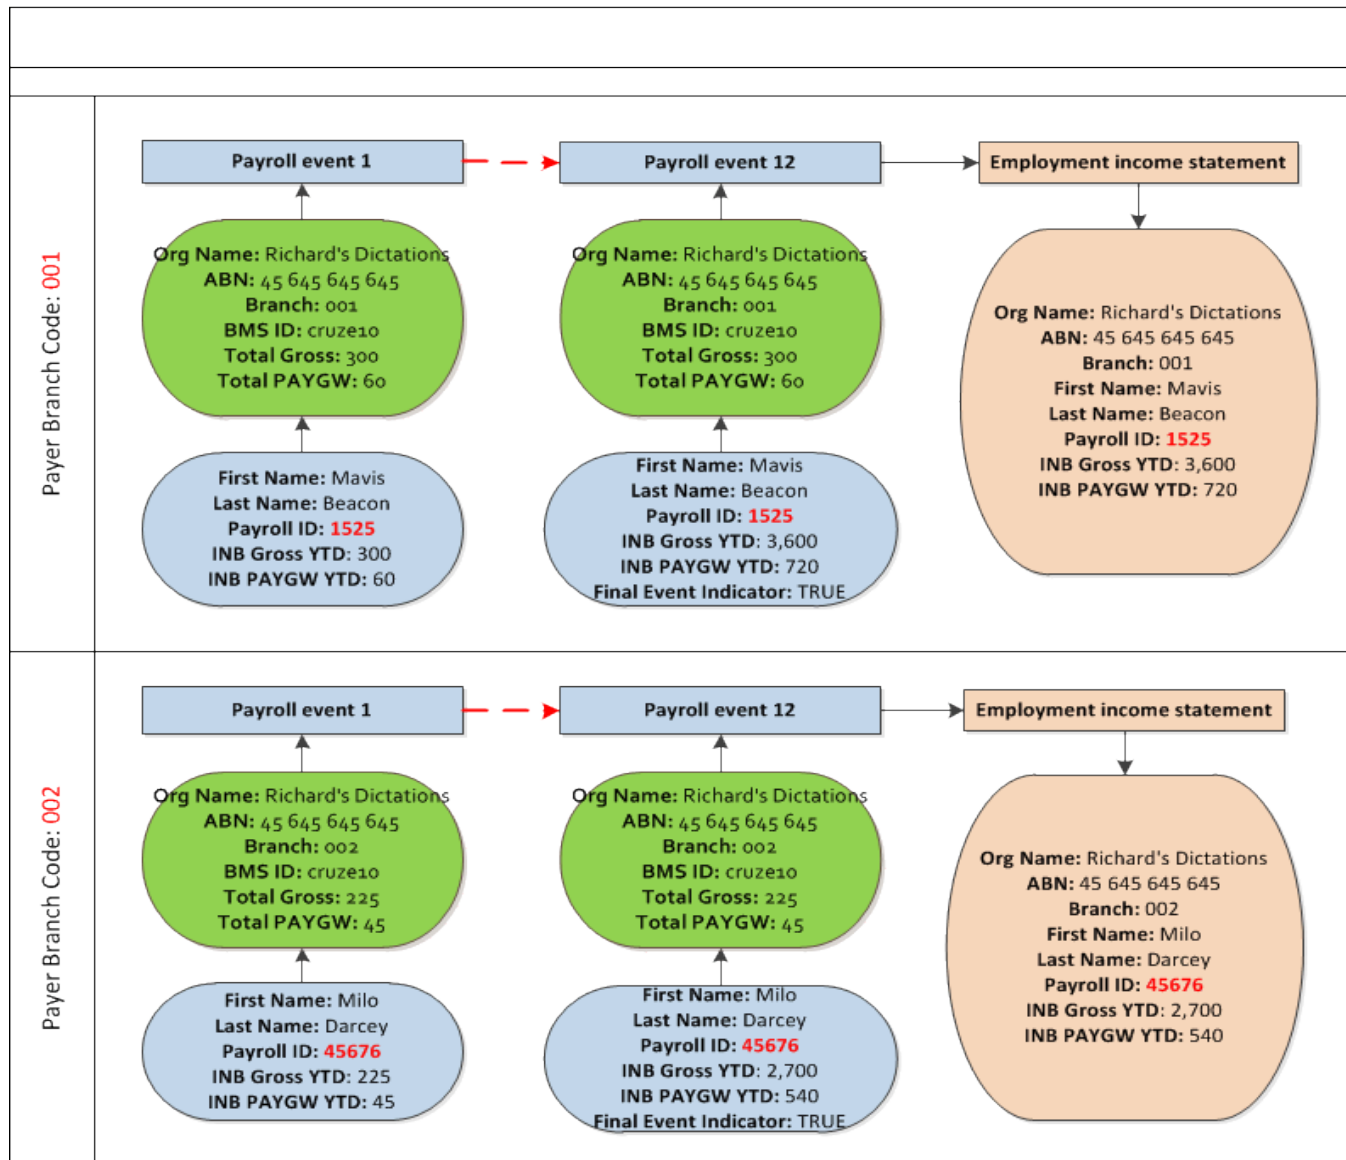 Payer Branch Code: 001
Payroll event 1
Payroll event 12
Employment income statement
Org Name: Richard's Dictations
ABN: 45 645 645 645
Branch: 001
BMS ID: cruze10
Total Gross: 300
Total PAYGW: 60
Org Name: Richard's Dictations
ABN: 45 645 645 645
Branch: 001
BMS ID: cruze10
Total Gross: 300
Total PAYGW: 60
Org Name: Richard's Dictations
ABN: 45 645 645 645
Branch: 001
First Name: Mavis
Last Name: Beacon
Payroll ID: 1525
INB Gross YTD: 3,600
INB PAYGW YTD: 720
First Name: Mavis
Last Name: Beacon
Payroll ID: 1525
INB Gross YTD: 300
INB PAYGW YTD: 60
First Name: Mavis
Last Name: Beacon
Payroll ID: 1525
INB Gross YTD: 3,600
INB PAYGW YTD: 720
Final Event Indicator: TRUE
Payer Branch Code: 002
Payroll event 1
Payroll event 12
Employment income statement
Org Name: Richard's Dictations
ABN: 45 645 645 645
Branch: 002
BMS ID: cruze10
Total Gross: 225
Total PAYGW: 45
Org Name: Richard's Dictations
ABN: 45 645 645 645
Branch: 002
BMS ID: cruze10
Total Gross: 225
Total PAYGW: 45
Org Name: Richard's Dictations
ABN: 45 645 645 645
Branch: 002
First Name: Milo
Last Name: Darcey
Payroll ID: 45676
INB Gross YTD: 2,700
INB PAYGW YTD: 540
First Name: Milo
Last Name: Darcey
Payroll ID: 45676
INB Gross YTD: 225
INB PAYGW YTD: 45
First Name: Milo
Last Name: Darcey
Payroll ID: 45676
INB Gross YTD: 2,700
INB PAYGW YTD: 540
Final Event Indicator: TRUE